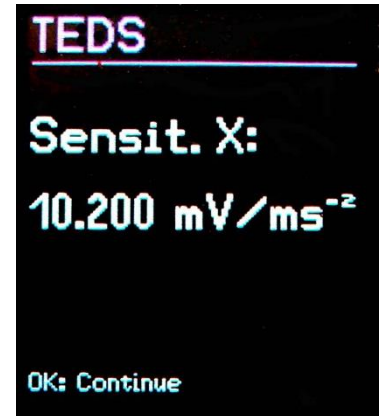 TEDS
Sensit. X:
10.200 mV/ms⁻²
OK: Continue